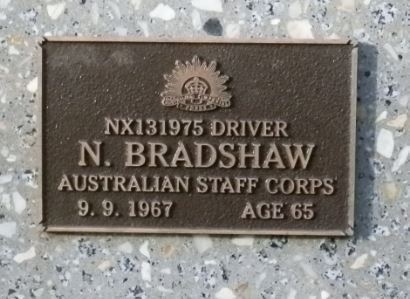 NX131975 DRIVER
N. BRADSHAW
AUSTRALIAN STAFF CORPS
9. 9. 1967 AGE 65